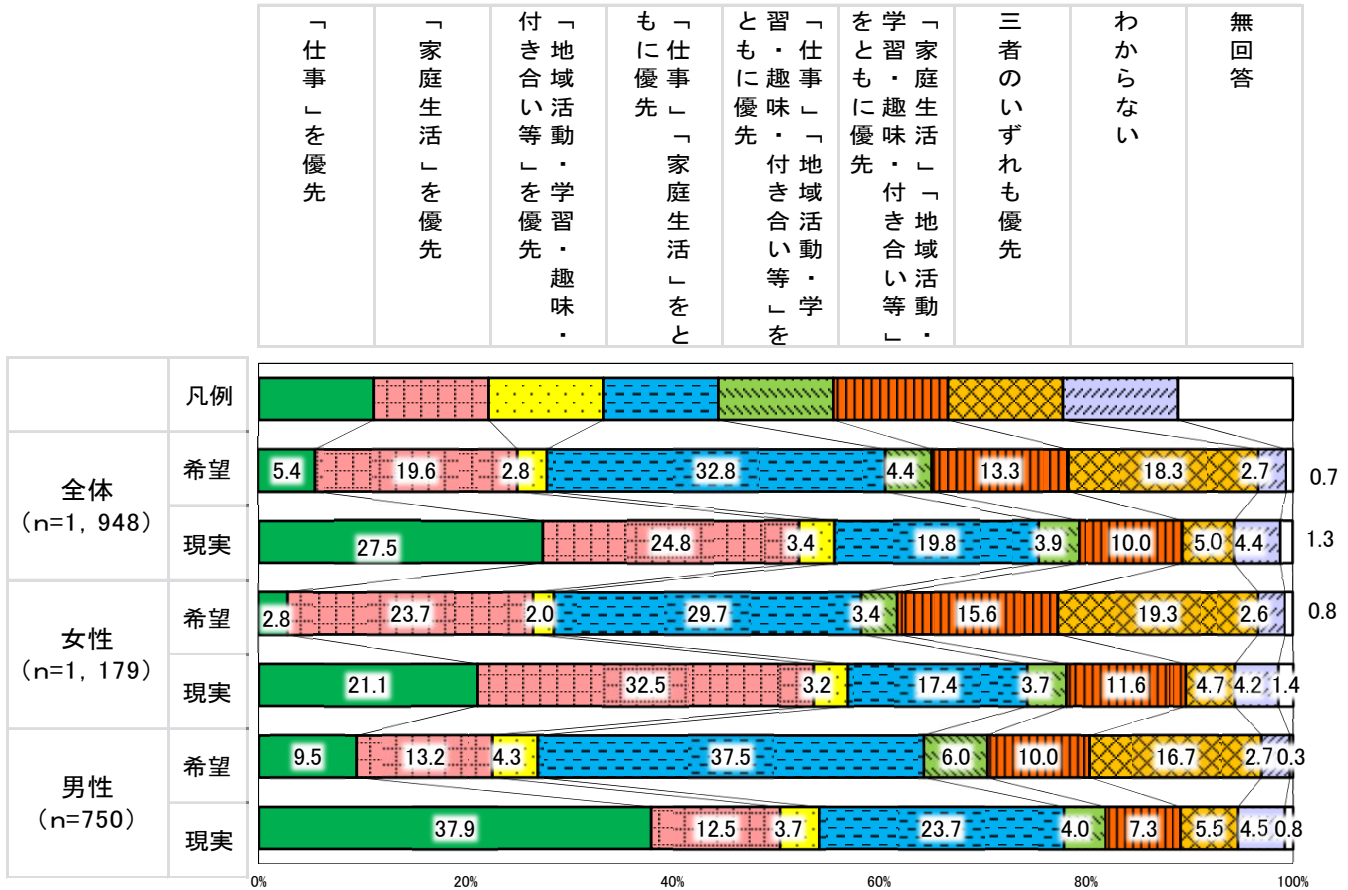 「仕事」を優先
「家庭生活」を優先
「地域活動・学習・趣味・
付き合い等」を優先
「仕事」「家庭生活」をと
もに優先
「仕事」「地域活動・学
習・趣味・付き合い等」を
ともに優先
「家庭生活」「地域活動・
学習・趣味・付き合い等」
をともに優先
三者のいずれも優先
わからない
無回答
凡例
全体
（n=1,948）
希望
5.4 19.6 2.8 32.8 4.4 13.3 18.3 2.7 0.7
現実
27.5 24.8 3.4 19.8 3.9 10.0 5.0 4.4 1.3
女性
（n=1,179）
希望
2.8 23.7 2.0 29.7 3.4 15.6 19.3 2.6 0.8
現実
21.1 32.5 3.2 17.4 3.7 11.6 4.7 4.2 1.4
男性
（n=750）
希望
9.5 13.2 4.3 37.5 6.0 10.0 16.7 2.7 0.3
現実
37.9 12.5 3.7 23.7 4.0 7.3 5.5 4.5 0.8
0% 20% 40% 60% 80% 100%